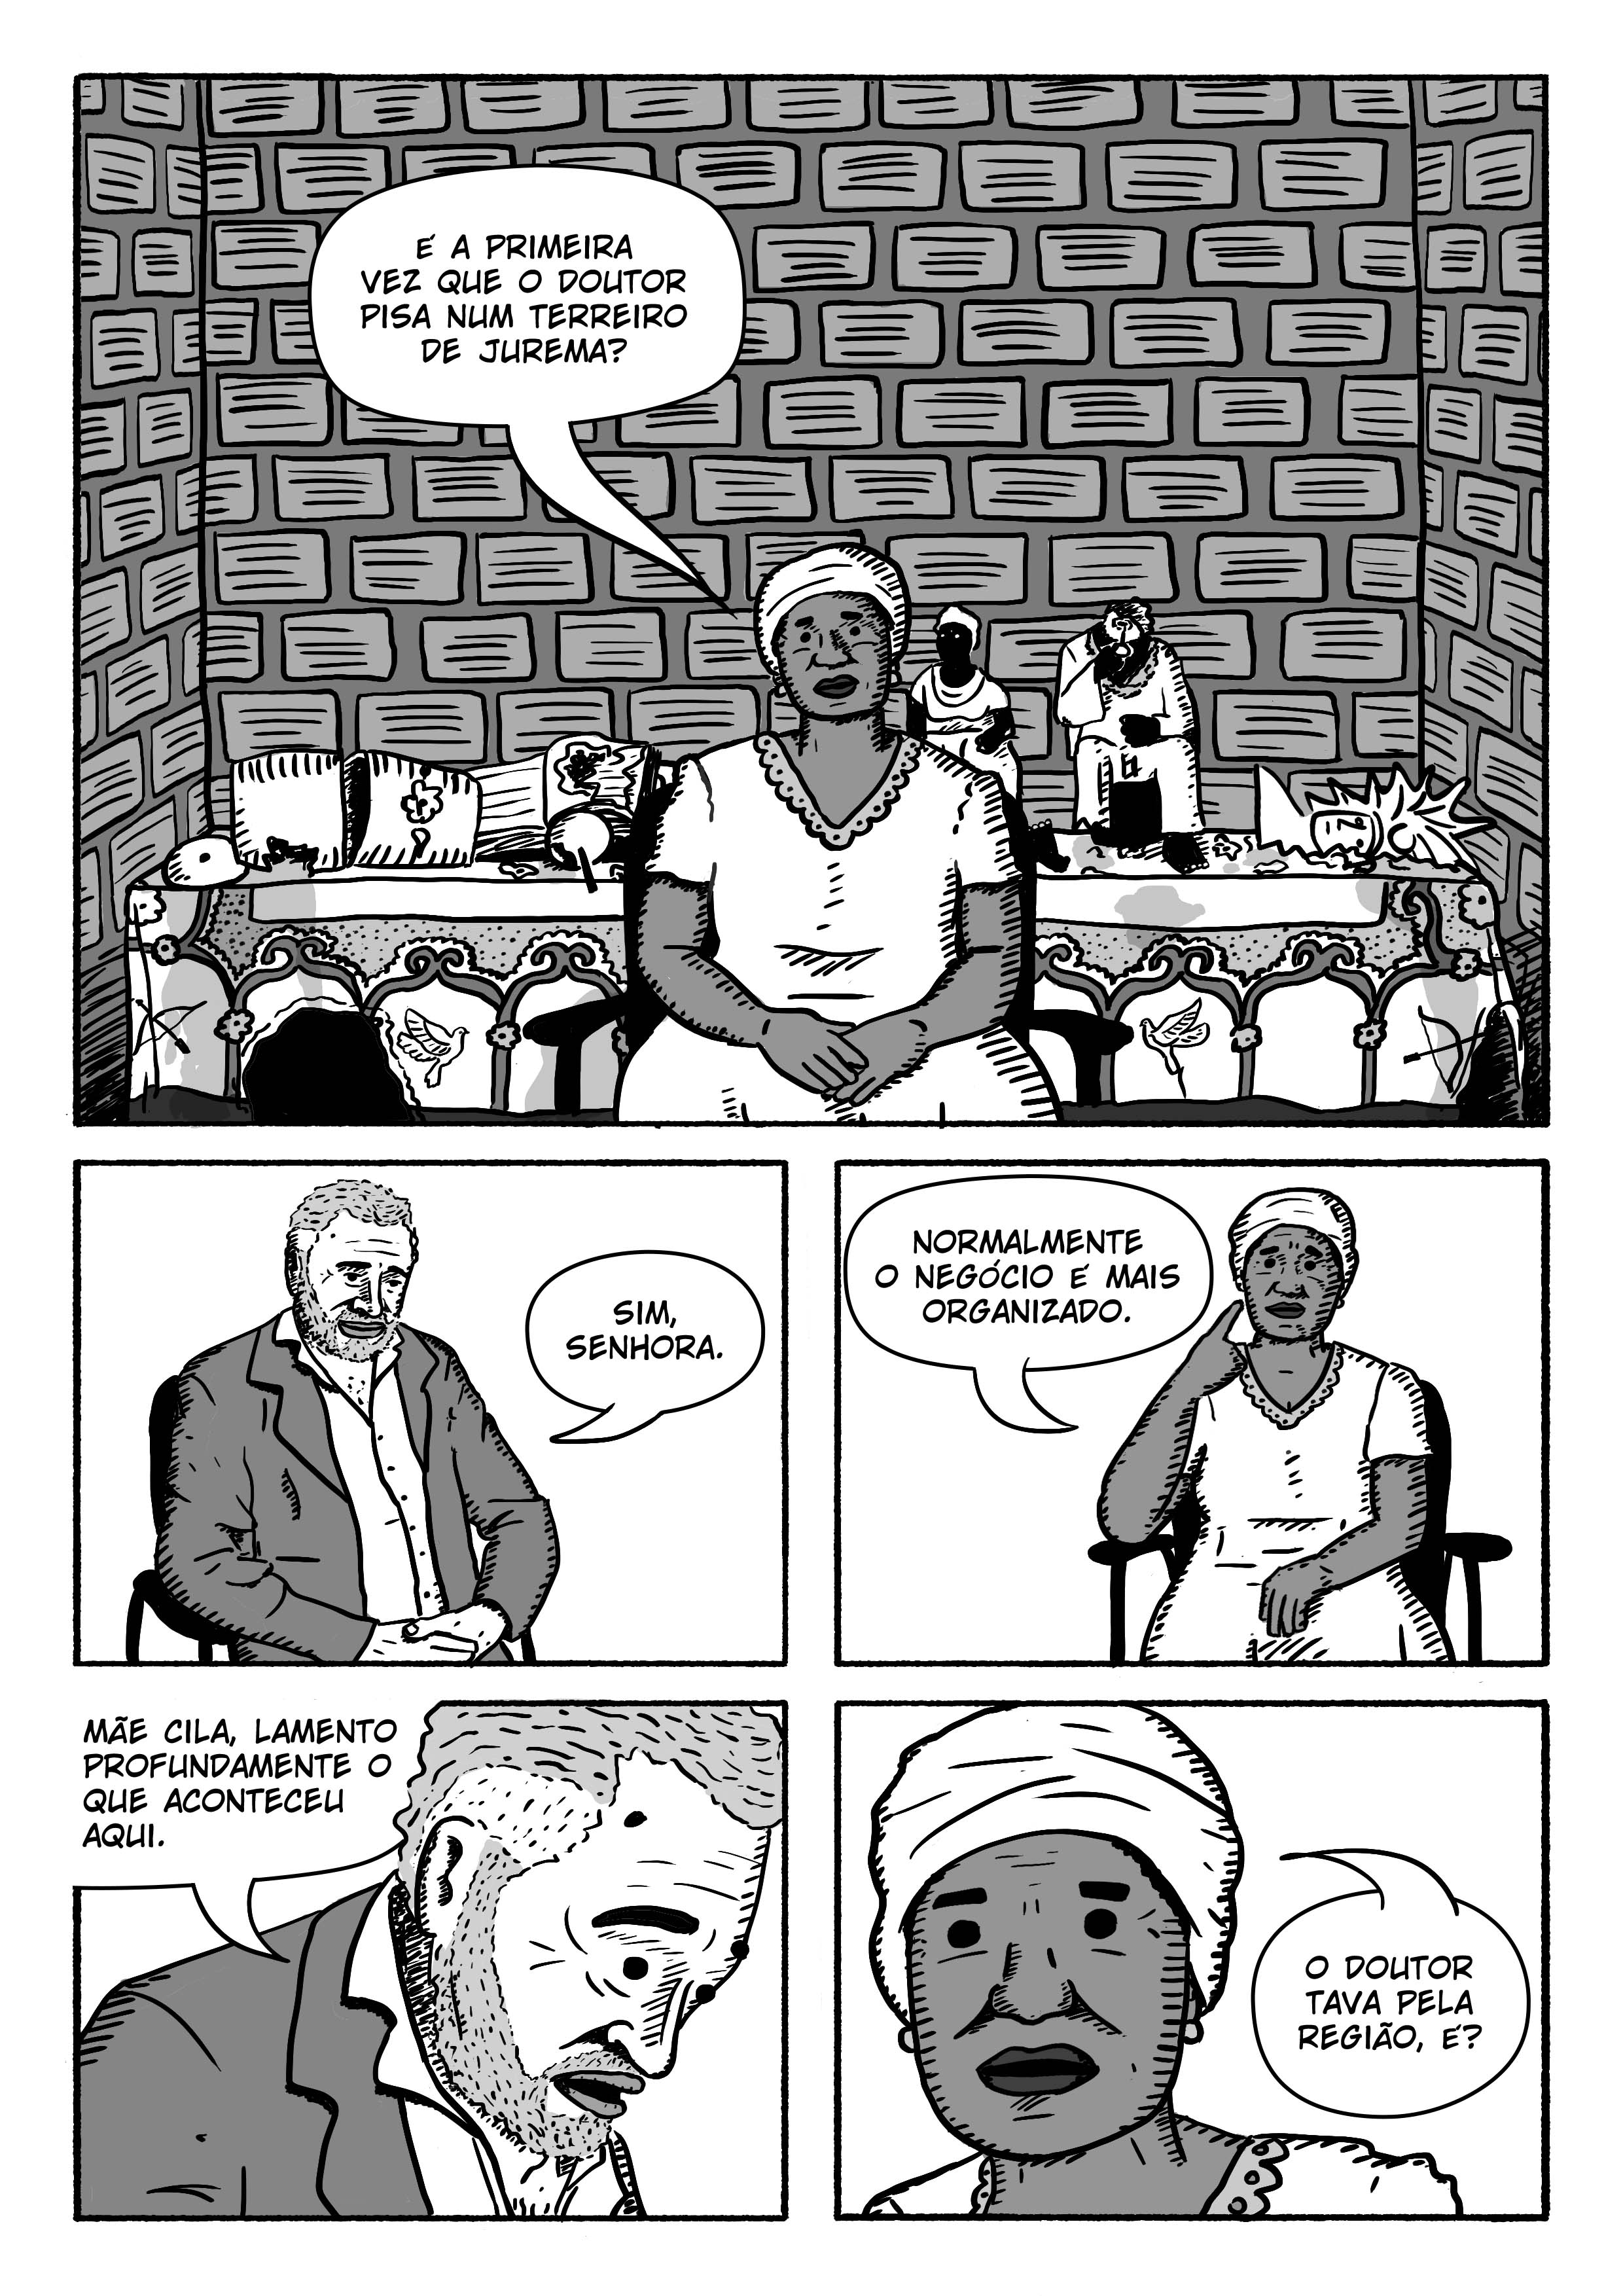 É A PRIMEIRA
VEZ QUE O DOUTOR
PISA NUM TERREIRO
DE JUREMA?
SIM,
SENHORA.
NORMALMENTE
O NEGÓCIO É MAIS
ORGANIZADO.
MÃE CILA, LAMENTO
PROFUNDAMENTE O
QUE ACONTECEU
AQUI.
O DOUTOR
TAVA PELA
REGIÃO, É?